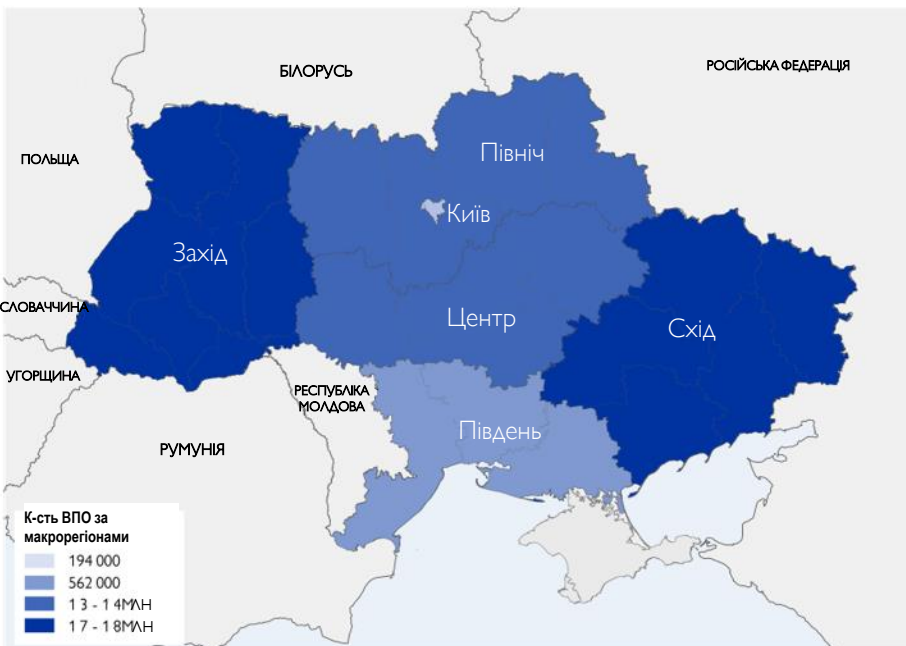 БІЛОРУСЬ
РОСІЙСЬКА ФЕДЕРАЦІЯ
ПОЛЬЩА
Північ
Київ
Захід
СЛОВАЧЧИНА
Центр
Схід
УГОРЩИНА
РЕСПУБЛІКА
МОЛДОВА
Південь
РУМУНІЯ
К-сть ВПО за
макрорегіонами
194 000
562 000
1 3 - 1 4МЛН
1 7 - 1 8МЛН